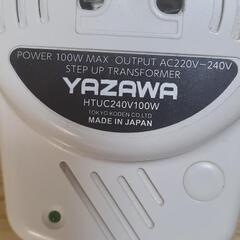 POWER 100W MAX OUTPUT AC220V-240V
STEP UP TRANSFORMER
YAZAWA
HTUC240V100W
TOKYO KODEN CO.LTD
MADE IN JAPAN